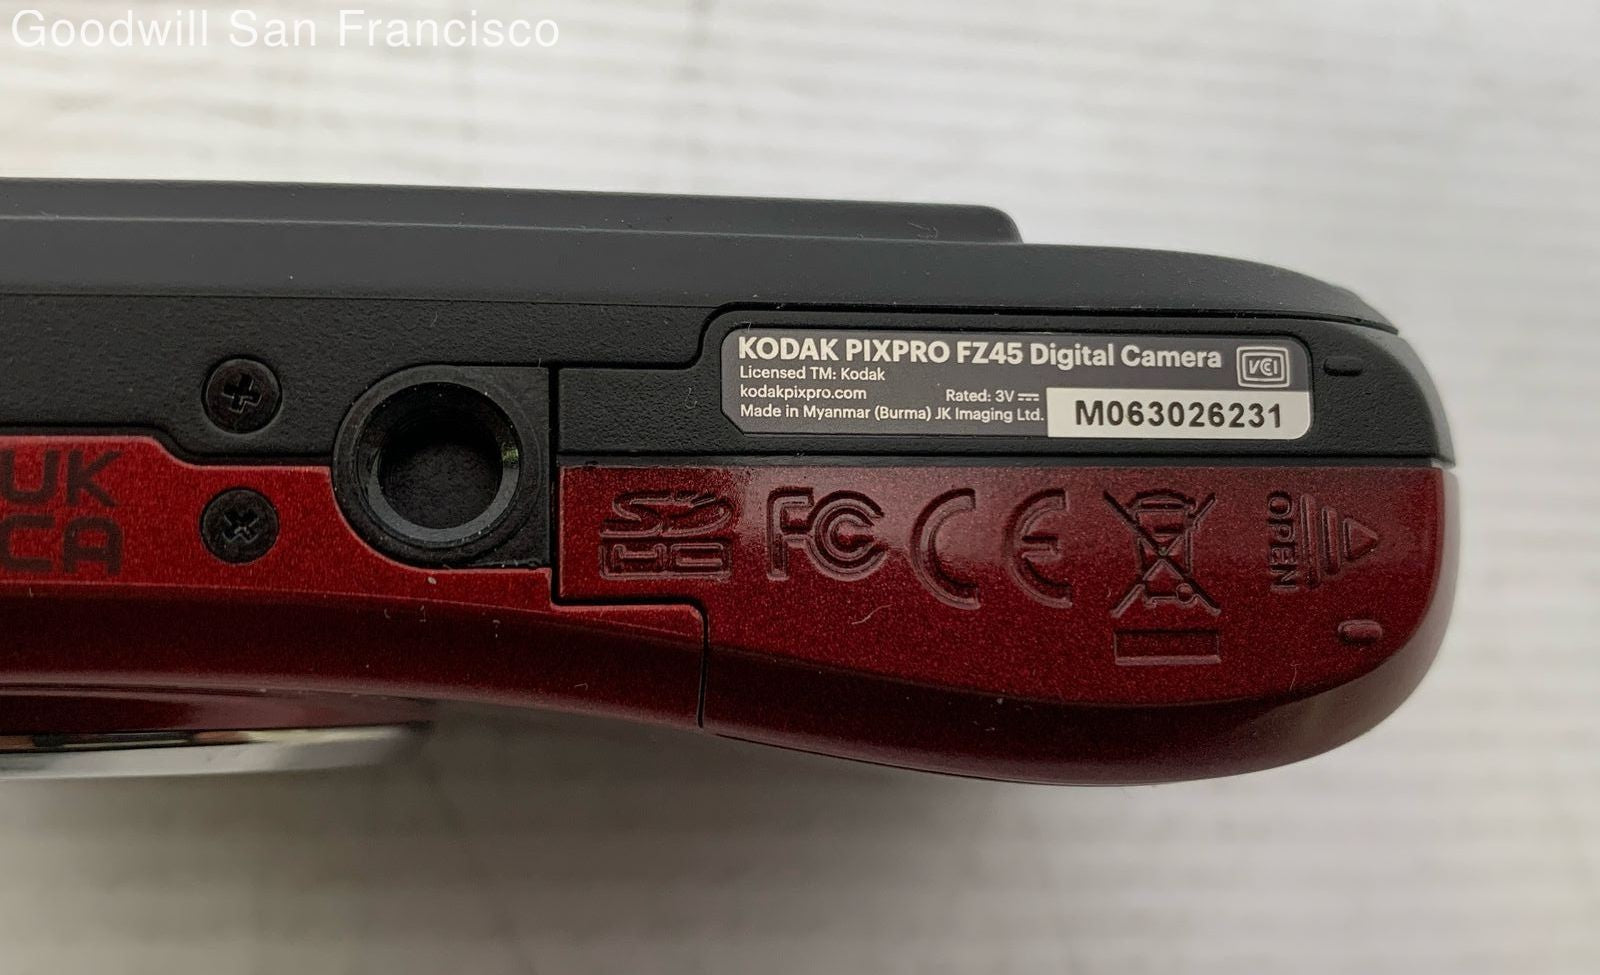 Goodwill San Francisco
KODAK PIXPRO FZ45 Digital Camera VCCI
Licensed TM: Kodak
kodakpixpro.com
Rated: 3V
Made in Myanmar (Burma) JK Imaging Ltd.
M063026231
UK
CA
SD
HC
FC
CE
OPEN